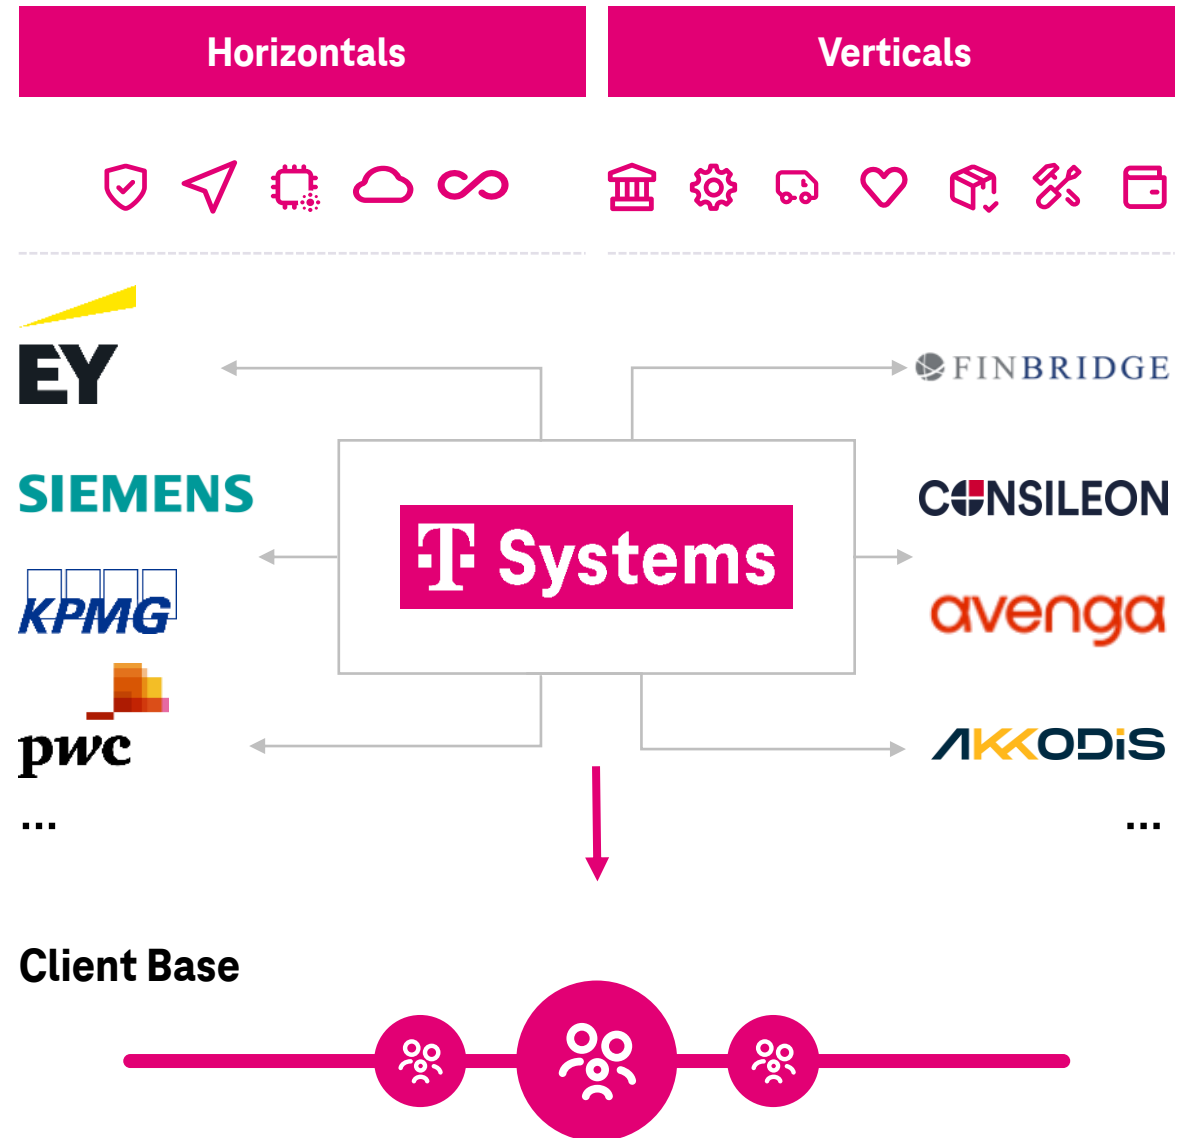 Horizontals
Verticals
EY
FINBRIDGE
SIEMENS
CONSILEON
T Systems
KPMG
avenga
pwc
AKKODiS
...
...
Client Base